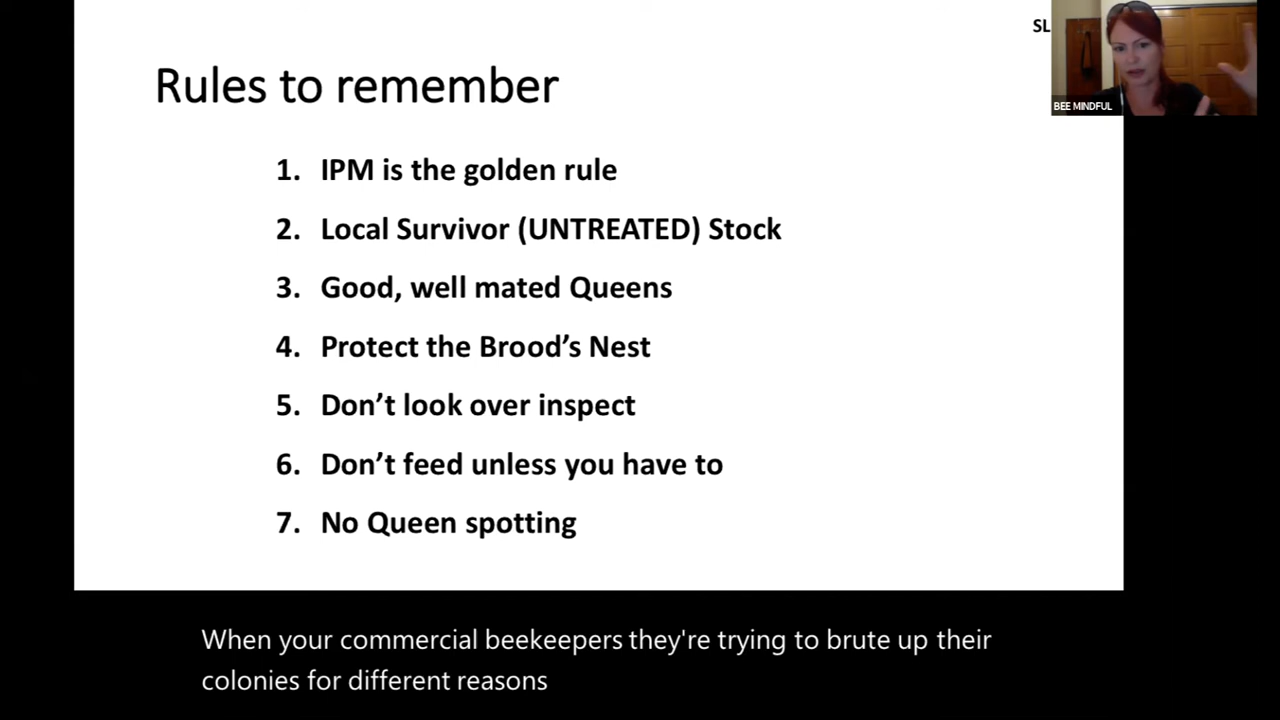 SL
Rules to remember
BEE MINDFUL
1. IPM is the golden rule
2. Local Survivor (UNTREATED) Stock
3. Good, well mated Queens
4. Protect the Brood’s Nest
5. Don’t look over inspect
6. Don’t feed unless you have to
7. No Queen spotting
When your commercial beekeepers they're trying to brute up their
colonies for different reasons